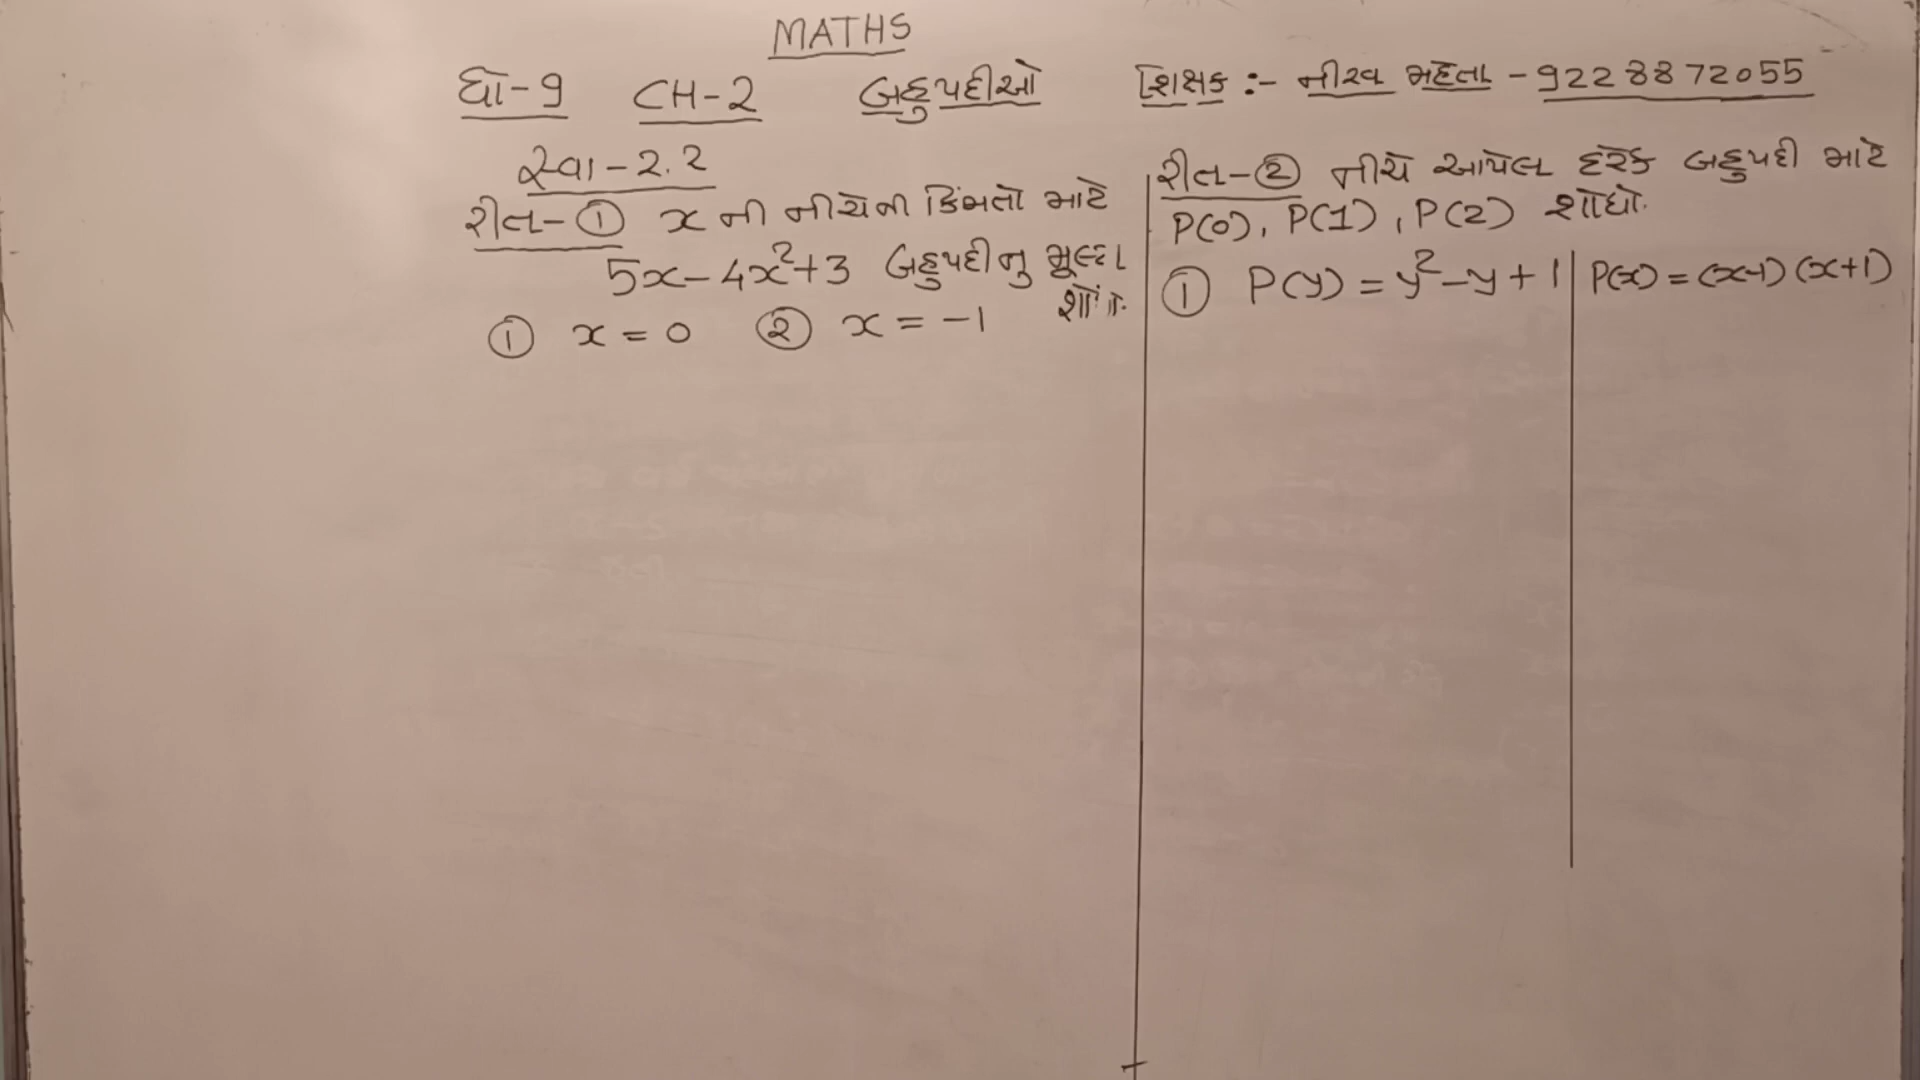 MATHS
ધો-9 CH-2 બહુપદીઓ શિક્ષક :- નીરવ મહેતા - 9228872055
સ્વા-2.2
રીત-① x ની નીચેની કિંમતો માટે
5x-4x²+3 બહુપદીનુ મૂલ્ય
① x = 0 ② x = -1
રીત-② નીચે આપેલ દરેક બહુપદી માટે
P(0), P(1), P(2) શોધો.
① P(y) = y²-y+1 P(x) = (x-1)(x+1)